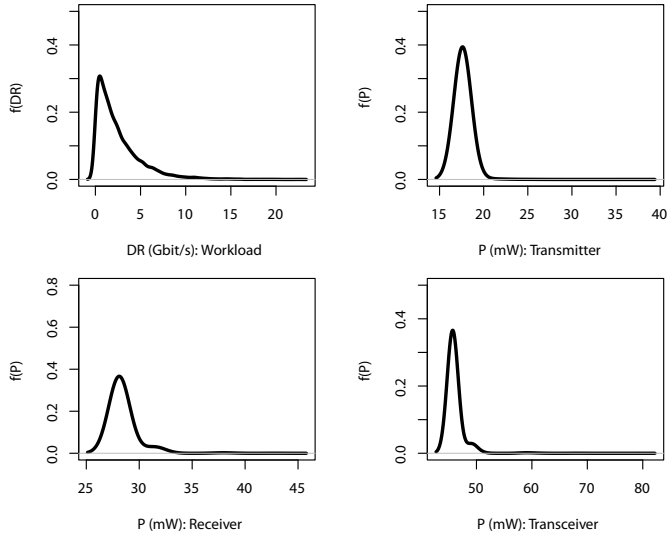 f(DR)
0.0 0.2 0.4
0 5 10 15 20
DR (Gbit/s): Workload
f(P)
0.0 0.2 0.4
15 20 25 30 35 40
P (mW): Transmitter
f(P)
0.0 0.2 0.4 0.6 0.8
25 30 35 40 45
P (mW): Receiver
f(P)
0.0 0.2 0.4
50 60 70 80
P (mW): Transceiver